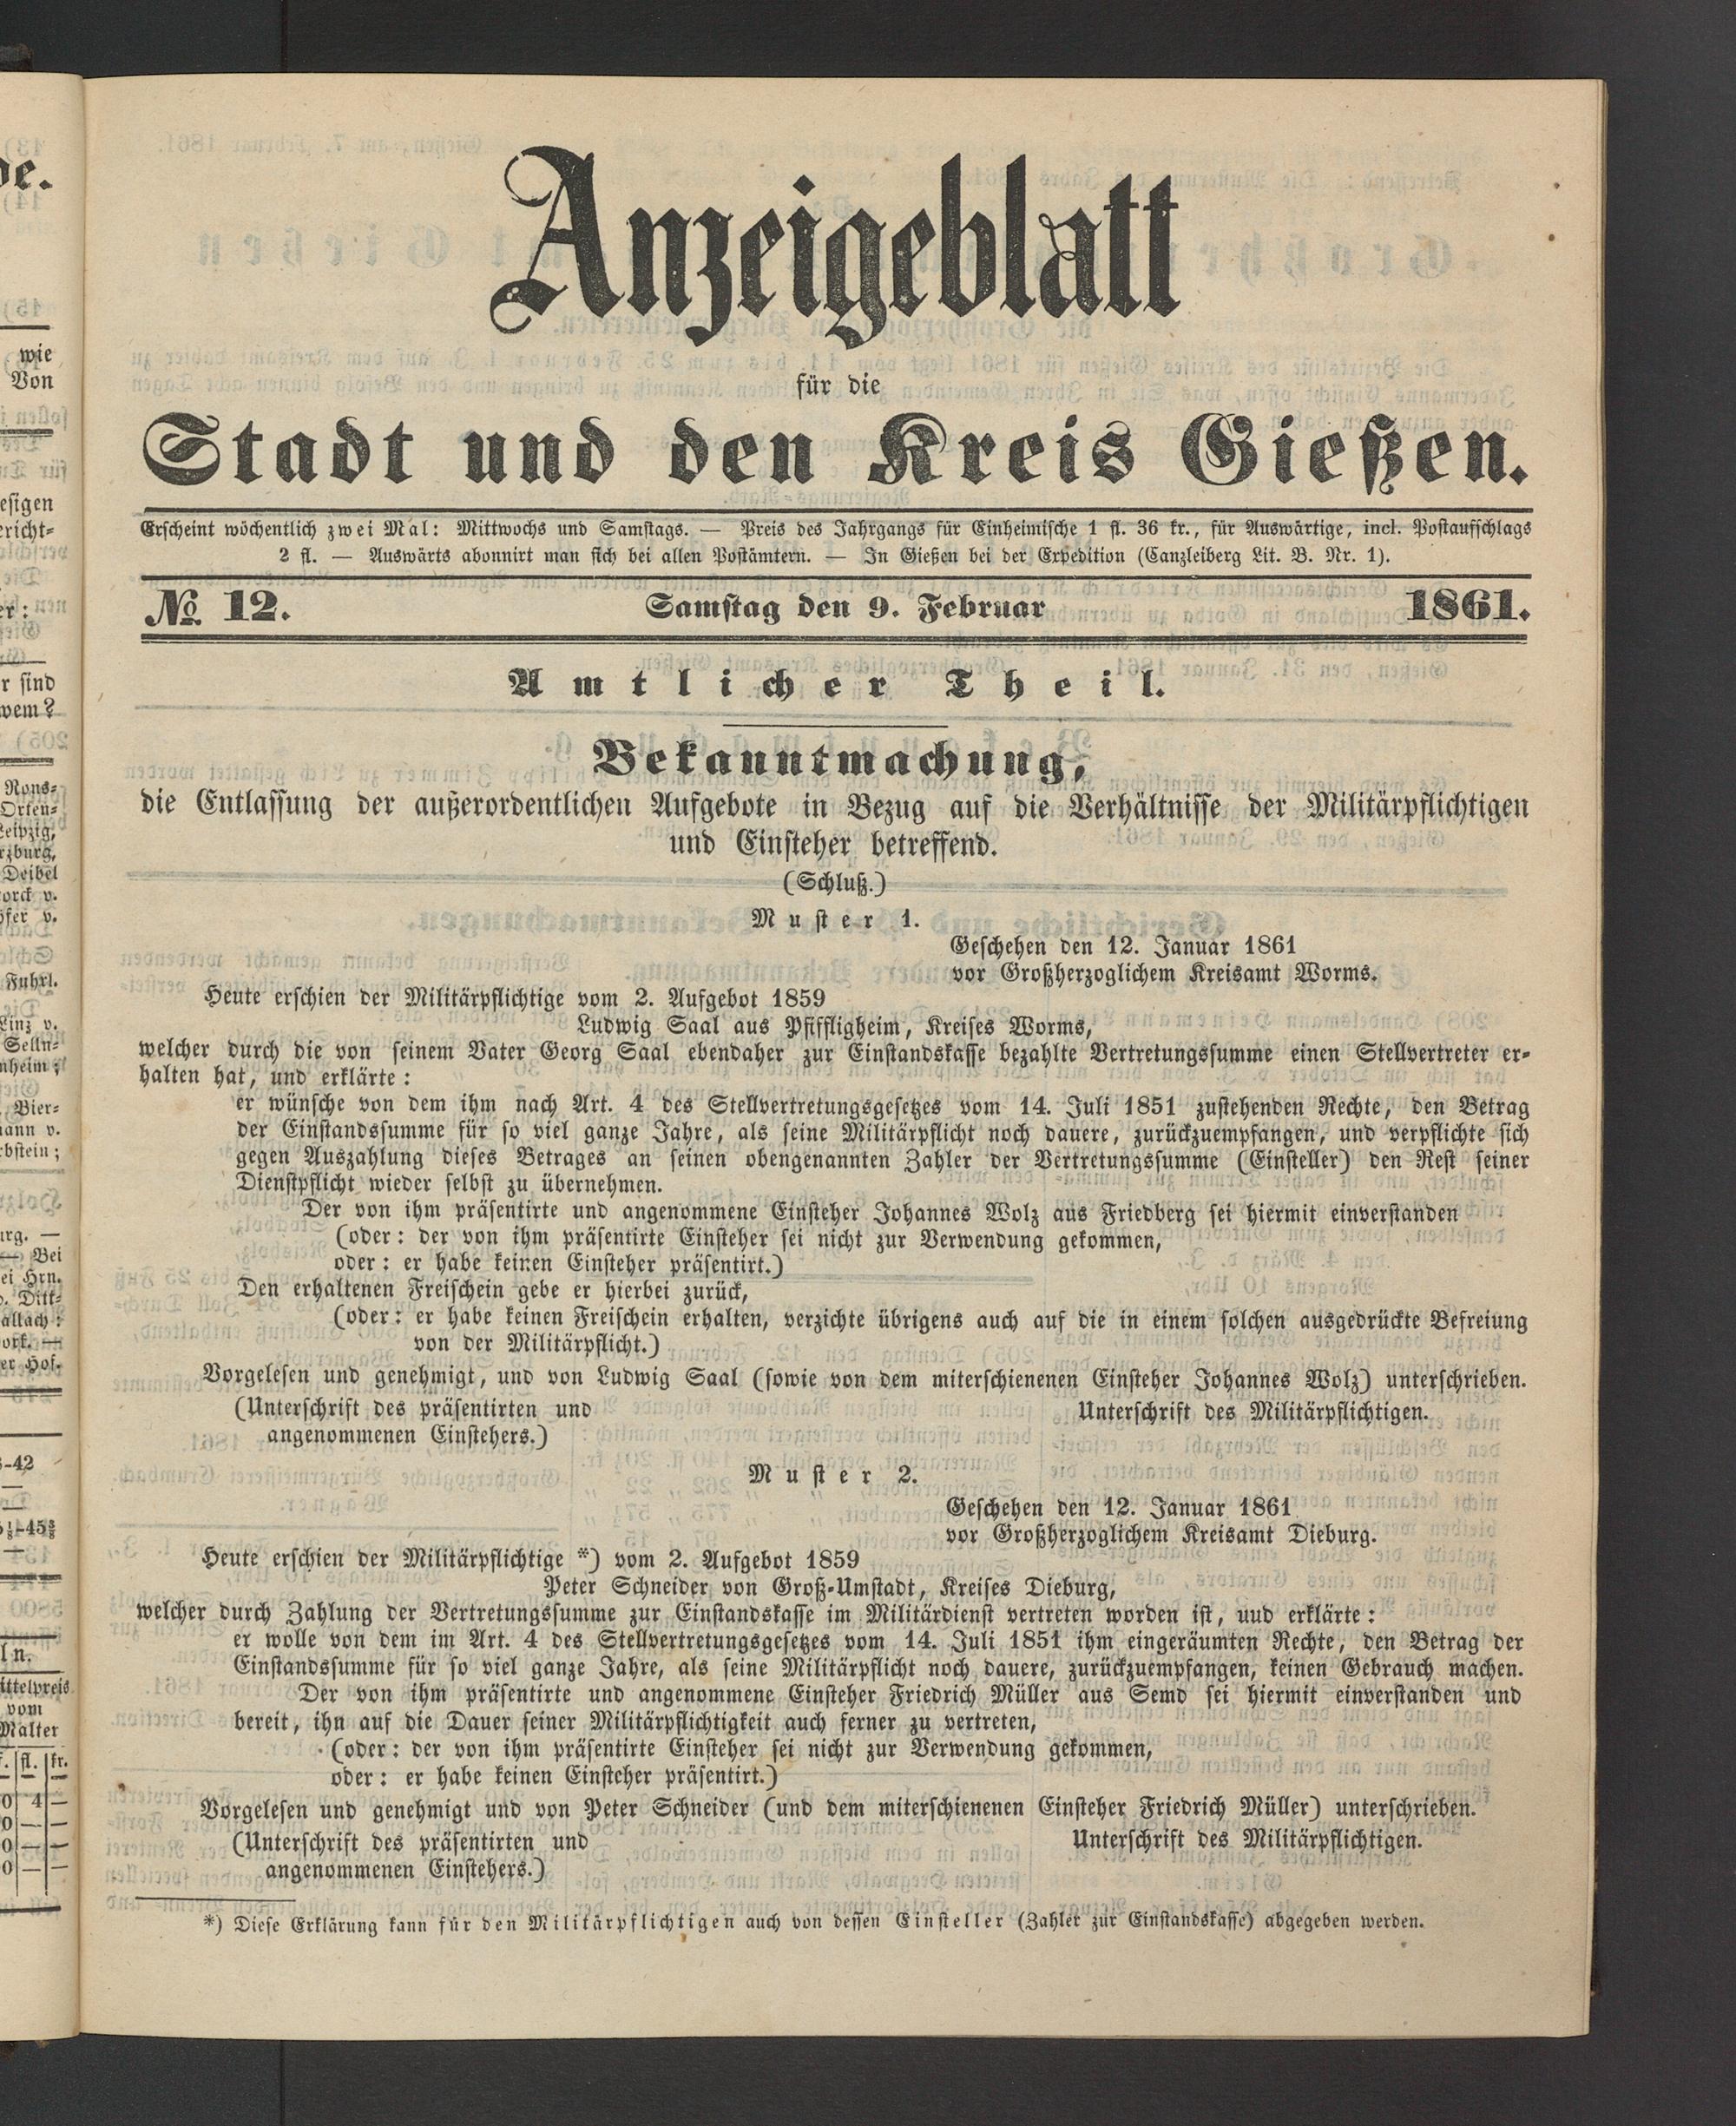 Anzeigeblatt
für die
Stadt und den Kreis Gießen.
Erscheint wöchentlich zwei Mal: Mittwochs und Samstags. — Preis des Jahrgangs für Einheimische 1 fl. 36 kr., für Auswärtige, incl. Postaufschlags
2 fl. — Auswärts abonnirt man sich bei allen Postämtern. — In Gießen bei der Expedition (Canzleiberg Lit. B. Nr. 1).
№ 12. Samstag den 9. Februar 1861.
Amtlicher Theil.
Bekanntmachung,
die Entlassung der außerordentlichen Aufgebote in Bezug auf die Verhältnisse der Militärpflichtigen
und Einsteher betreffend.
(Schluß.)
Muster 1.
Geschehen den 12. Januar 1861
vor Großherzoglichem Kreisamt Worms.
Heute erschien der Militärpflichtige vom 2. Aufgebot 1859
Ludwig Saal aus Pfiffligheim, Kreises Worms,
welcher durch die von seinem Vater Georg Saal ebendaher zur Einstandskasse bezahlte Vertretungssumme einen Stellvertreter er-
halten hat, und erklärte:
er wünsche von dem ihm nach Art. 4 des Stellvertretungsgesetzes vom 14. Juli 1851 zustehenden Rechte, den Betrag
der Einstandssumme für so viel ganze Jahre, als seine Militärpflicht noch dauere, zurückzuempfangen, und verpflichte sich
gegen Auszahlung dieses Betrages an seinen obengenannten Zahler der Vertretungssumme (Einsteller) den Rest seiner
Dienstpflicht wieder selbst zu übernehmen.
Der von ihm präsentirte und angenommene Einsteher Johannes Wolz aus Friedberg sei hiermit einverstanden
(oder: der von ihm präsentirte Einsteher sei nicht zur Verwendung gekommen,
oder: er habe keinen Einsteher präsentirt.)
Den erhaltenen Freischein gebe er hierbei zurück,
(oder: er habe keinen Freischein erhalten, verzichte übrigens auch auf die in einem solchen ausgedrückte Befreiung
von der Militärpflicht.)
Vorgelesen und genehmigt, und von Ludwig Saal (sowie von dem miterschienenen Einsteher Johannes Wolz) unterschrieben.
(Unterschrift des präsentirten und Unterschrift des Militärpflichtigen.
angenommenen Einstehers.)
Muster 2.
Geschehen den 12. Januar 1861
vor Großherzoglichem Kreisamt Dieburg.
Heute erschien der Militärpflichtige *) vom 2. Aufgebot 1859
Peter Schneider von Groß-Umstadt, Kreises Dieburg,
welcher durch Zahlung der Vertretungssumme zur Einstandskasse im Militärdienst vertreten worden ist, und erklärte:
er wolle von dem im Art. 4 des Stellvertretungsgesetzes vom 14. Juli 1851 ihm eingeräumten Rechte, den Betrag der
Einstandssumme für so viel ganze Jahre, als seine Militärpflicht noch dauere, zurückzuempfangen, keinen Gebrauch machen.
Der von ihm präsentirte und angenommene Einsteher Friedrich Müller aus Semd sei hiermit einverstanden und
bereit, ihn auf die Dauer seiner Militärpflichtigkeit auch ferner zu vertreten,
(oder: der von ihm präsentirte Einsteher sei nicht zur Verwendung gekommen,
oder: er habe keinen Einsteher präsentirt.)
Vorgelesen und genehmigt und von Peter Schneider (und dem miterschienenen Einsteher Friedrich Müller) unterschrieben.
(Unterschrift des präsentirten und Unterschrift des Militärpflichtigen.
angenommenen Einstehers.)
*) Diese Erklärung kann für den Militärpflichtigen auch von dessen Einsteller (Zahler zur Einstandskasse) abgegeben werden.